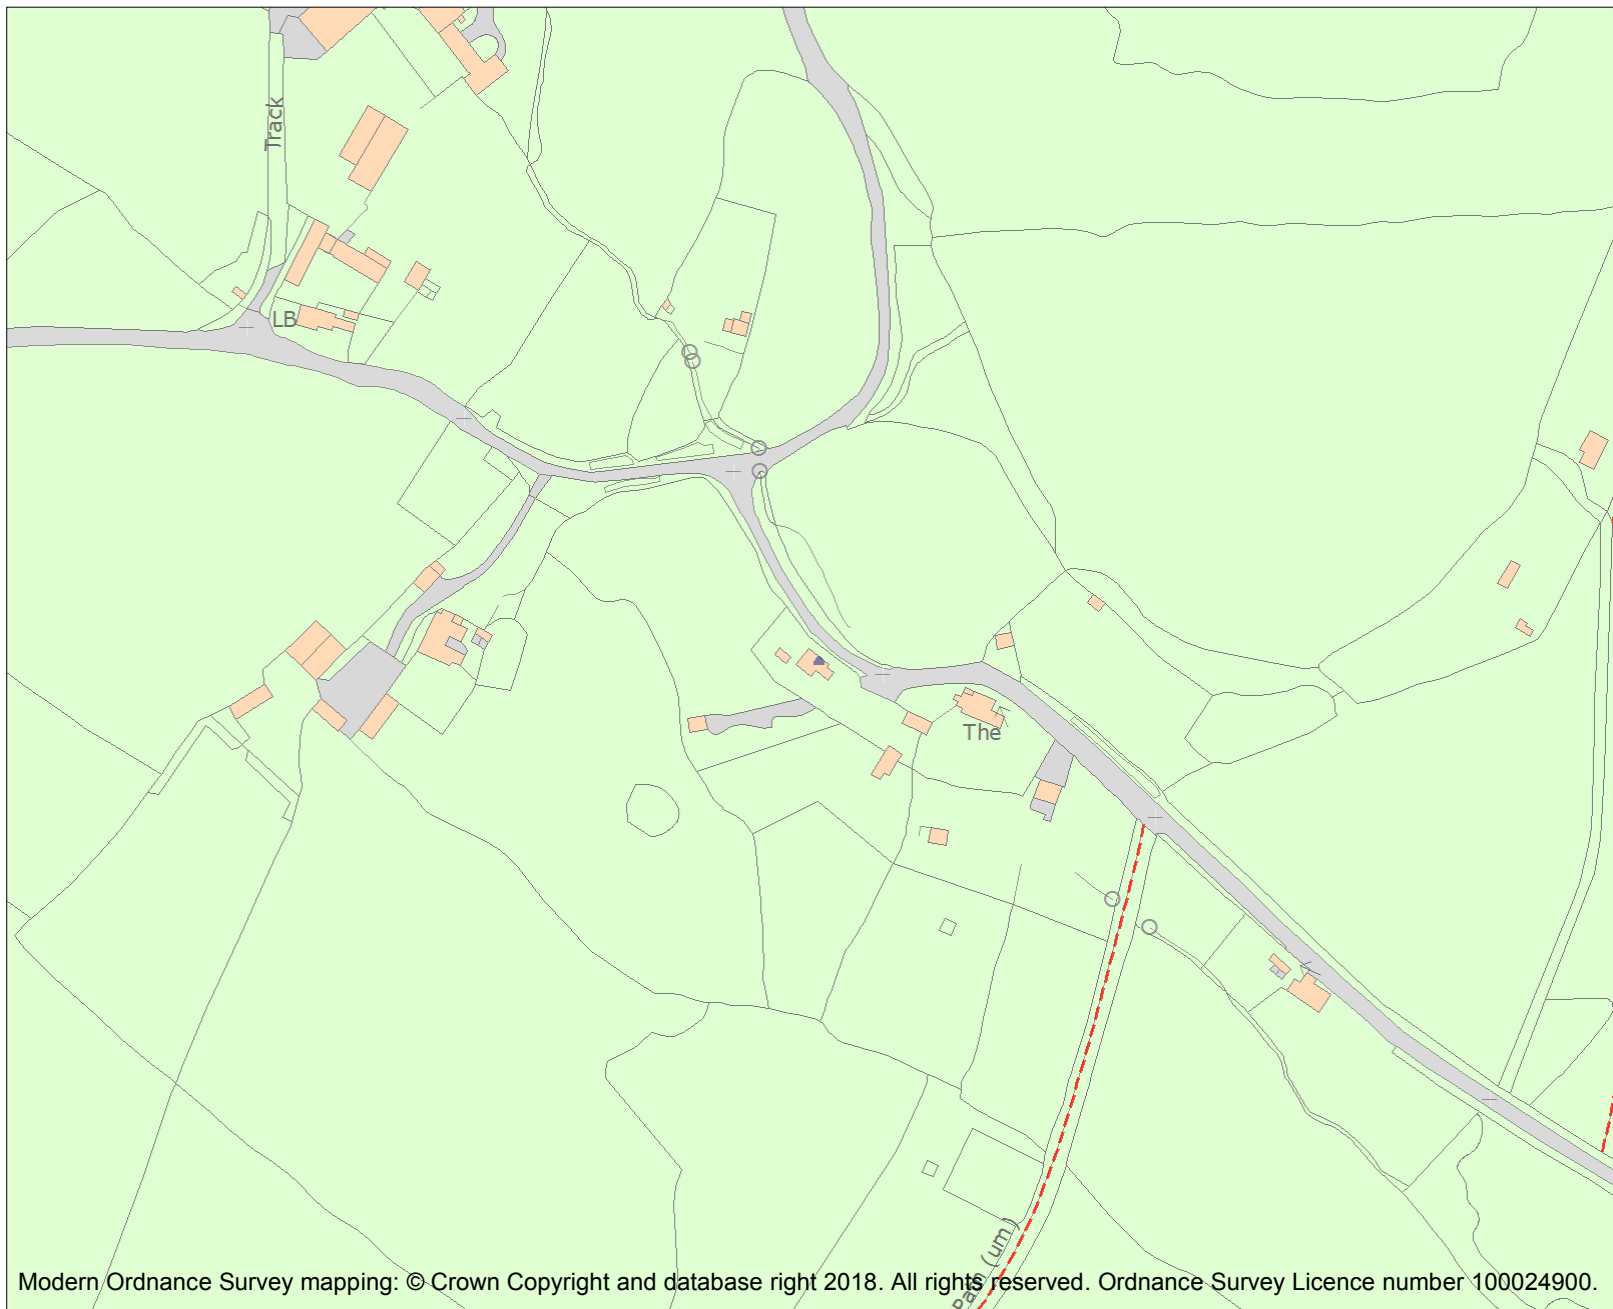 Track
LB
The
Path (um)
Modern Ordnance Survey mapping: © Crown Copyright and database right 2018. All rights reserved. Ordnance Survey Licence number 100024900.